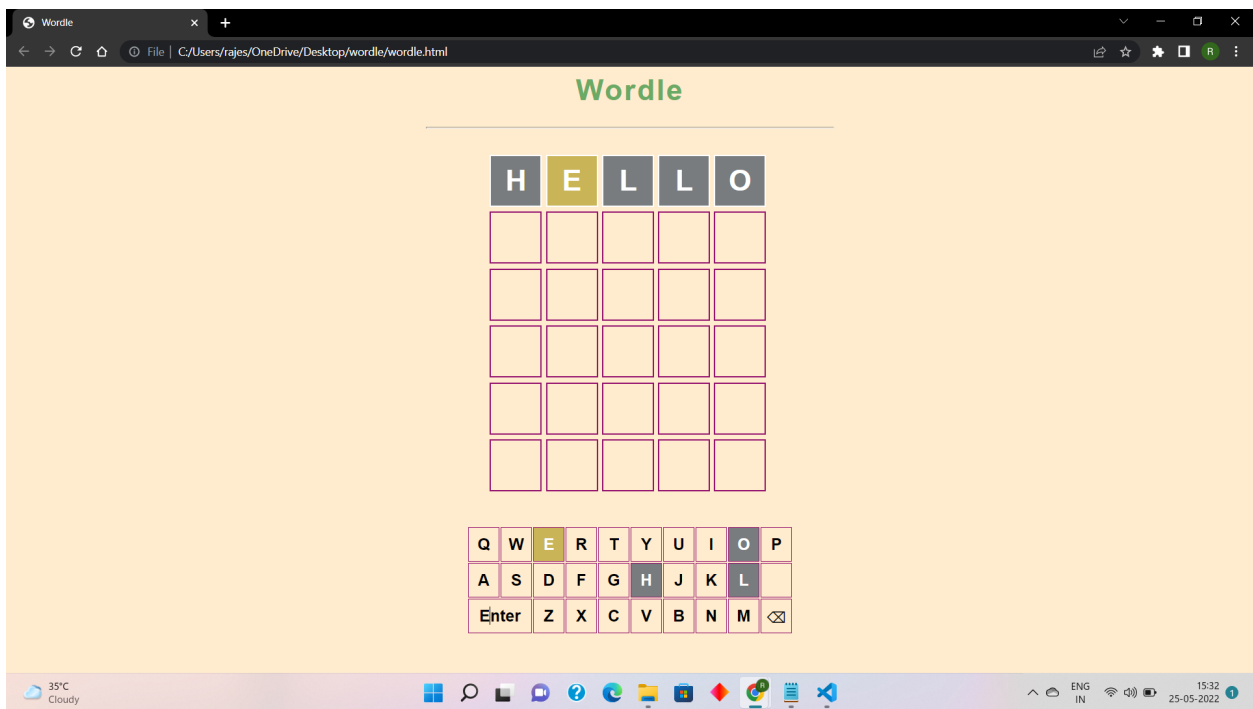 Wordle
File | C:/Users/rajes/OneDrive/Desktop/wordle/wordle.html
R
Wordle
H E L L O
Q W E R T Y U I O P
A S D F G H J K L
Enter Z X C V B N M ⌫
35°C
Cloudy
R
ENG
IN
15:32
25-05-2022
1